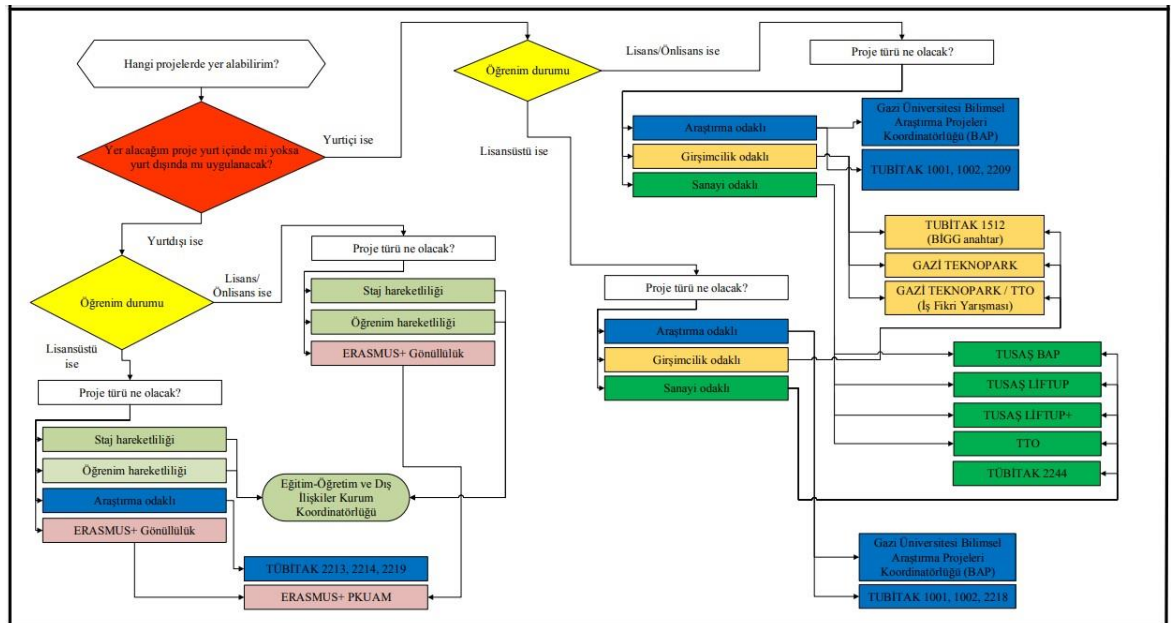 Hangi projelerde yer alabilirim?
Yer alacağım proje yurt içinde mi yoksa
yurt dışında mı uygulanacak?
Yurtiçi ise
Yurtdışı ise
Öğrenim durumu
Lisans/Önlisans ise
Lisansüstü ise
Proje türü ne olacak?
Araştırma odaklı
Girşimcilik odaklı
Sanayi odaklı
Gazi Üniversitesi Bilimsel
Araştırma Projeleri
Koordinatörlüğü (BAP)
TUBİTAK 1001, 1002, 2209
TUBİTAK 1512
(BİGG anahtar)
GAZİ TEKNOPARK
GAZİ TEKNOPARK / TTO
(İş Fikri Yarışması)
Proje türü ne olacak?
Araştırma odaklı
Girşimcilik odaklı
Sanayi odaklı
TUSAŞ BAP
TUSAŞ LİFTUP
TUSAŞ LİFTUP+
TTO
TÜBİTAK 2244
Gazi Üniversitesi Bilimsel
Araştırma Projeleri
Koordinatörlüğü (BAP)
TUBİTAK 1001, 1002, 2218
Öğrenim durumu
Lisans/
Önlisans ise
Lisansüstü
ise
Proje türü ne olacak?
Staj hareketliliği
Öğrenim hareketliliği
ERASMUS+ Gönüllülük
Proje türü ne olacak?
Staj hareketliliği
Öğrenim hareketliliği
Araştırma odaklı
ERASMUS+ Gönüllülük
Eğitim-Öğretim ve Dış
İlişkiler Kurum
Koordinatörlüğü
TÜBİTAK 2213, 2214, 2219
ERASMUS+ PKUAM